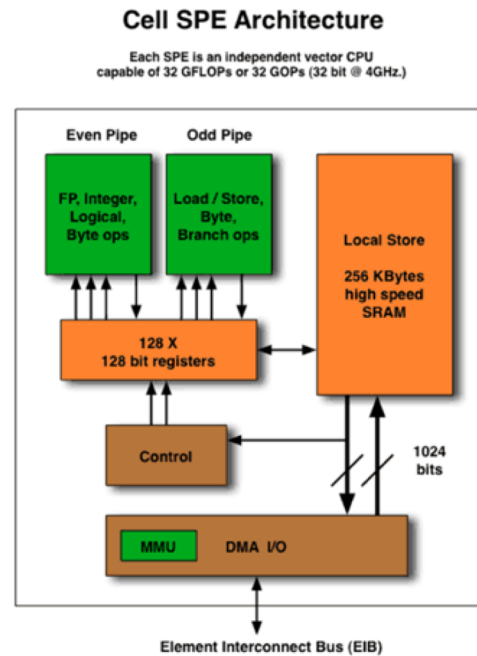 Cell SPE Architecture
Each SPE is an independent vector CPU
capable of 32 GFLOPs or 32 GOPs (32 bit @ 4GHz.)
Even Pipe
Odd Pipe
FP, Integer,
Logical,
Byte ops
Load / Store,
Byte,
Branch ops
Local Store
256 KBytes
high speed
SRAM
128 X
128 bit registers
Control
1024
bits
MMU
DMA I/O
Element Interconnect Bus (EIB)